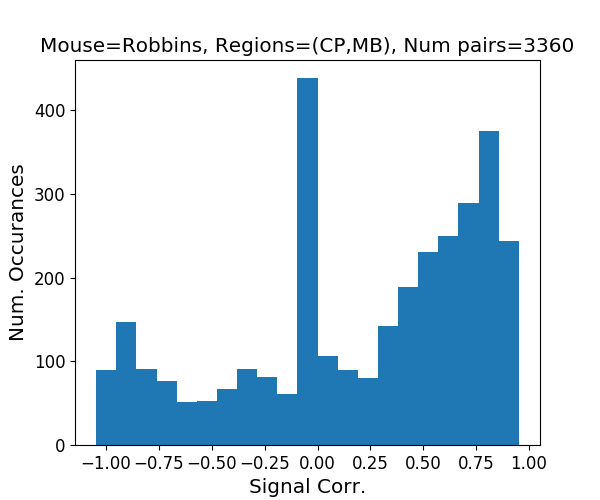 Mouse=Robbins, Regions=(CP,MB), Num pairs=3360
400
300
200
100
0
Num. Occurances
−1.00 −0.75 −0.50 −0.25 0.00 0.25 0.50 0.75 1.00
Signal Corr.